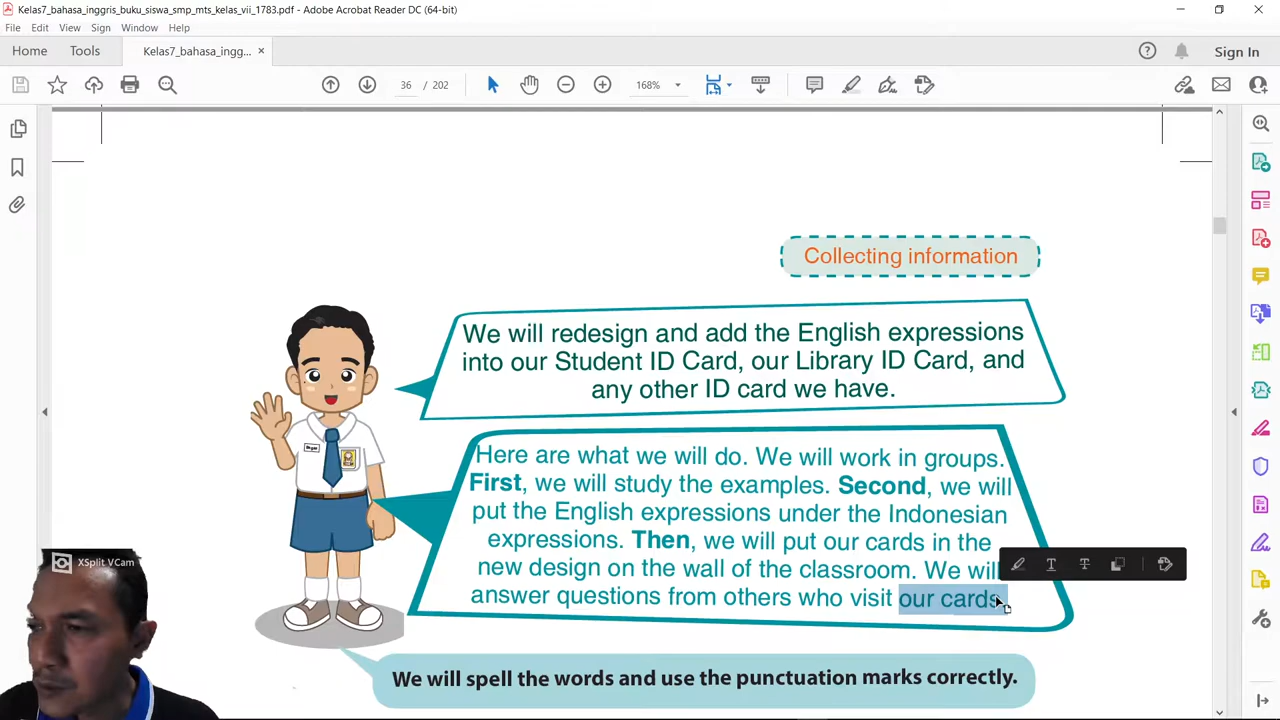 Kelas7_bahasa_inggris_buku_siswa_smp_mts_kelas_vii_1783.pdf - Adobe Acrobat Reader DC (64-bit)
File Edit View Sign Window Help
Home Tools Kelas7_bahasa_ingg... × Sign In
36 / 202 168%
Collecting information
We will redesign and add the English expressions
into our Student ID Card, our Library ID Card, and
any other ID card we have.
Here are what we will do. We will work in groups.
First, we will study the examples. Second, we will
put the English expressions under the Indonesian
expressions. Then, we will put our cards in the
new design on the wall of the classroom. We will
answer questions from others who visit our cards.
We will spell the words and use the punctuation marks correctly.
XSplit VCam